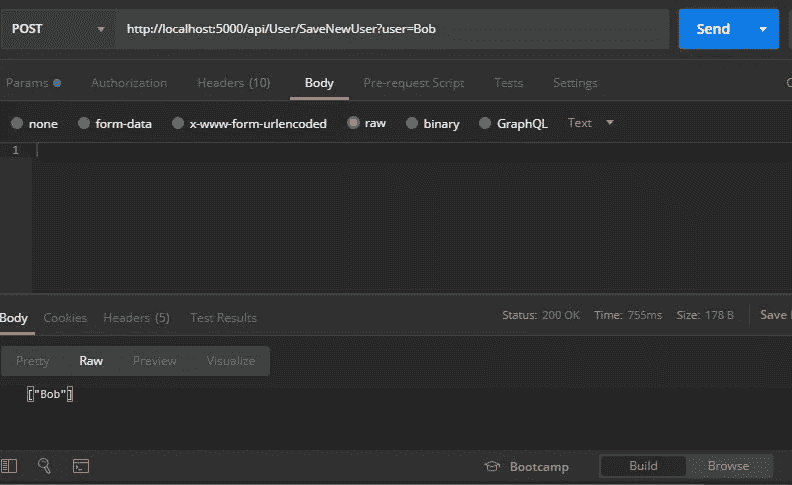 POST http://localhost:5000/api/User/SaveNewUser?user=Bob Send
Params Authorization Headers (10) Body Pre-request Script Tests Settings
none form-data x-www-form-urlencoded raw binary GraphQL Text
1
Body Cookies Headers (5) Test Results Status: 200 OK Time: 755ms Size: 178 B Save
Pretty Raw Preview Visualize
["Bob"]
Bootcamp Build Browse